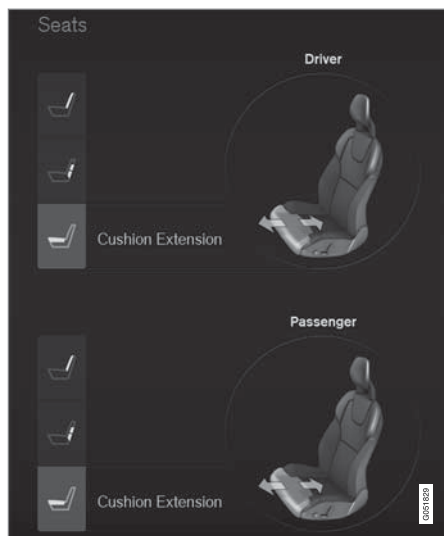 Seats
Driver
Cushion Extension
Passenger
Cushion Extension
G051829